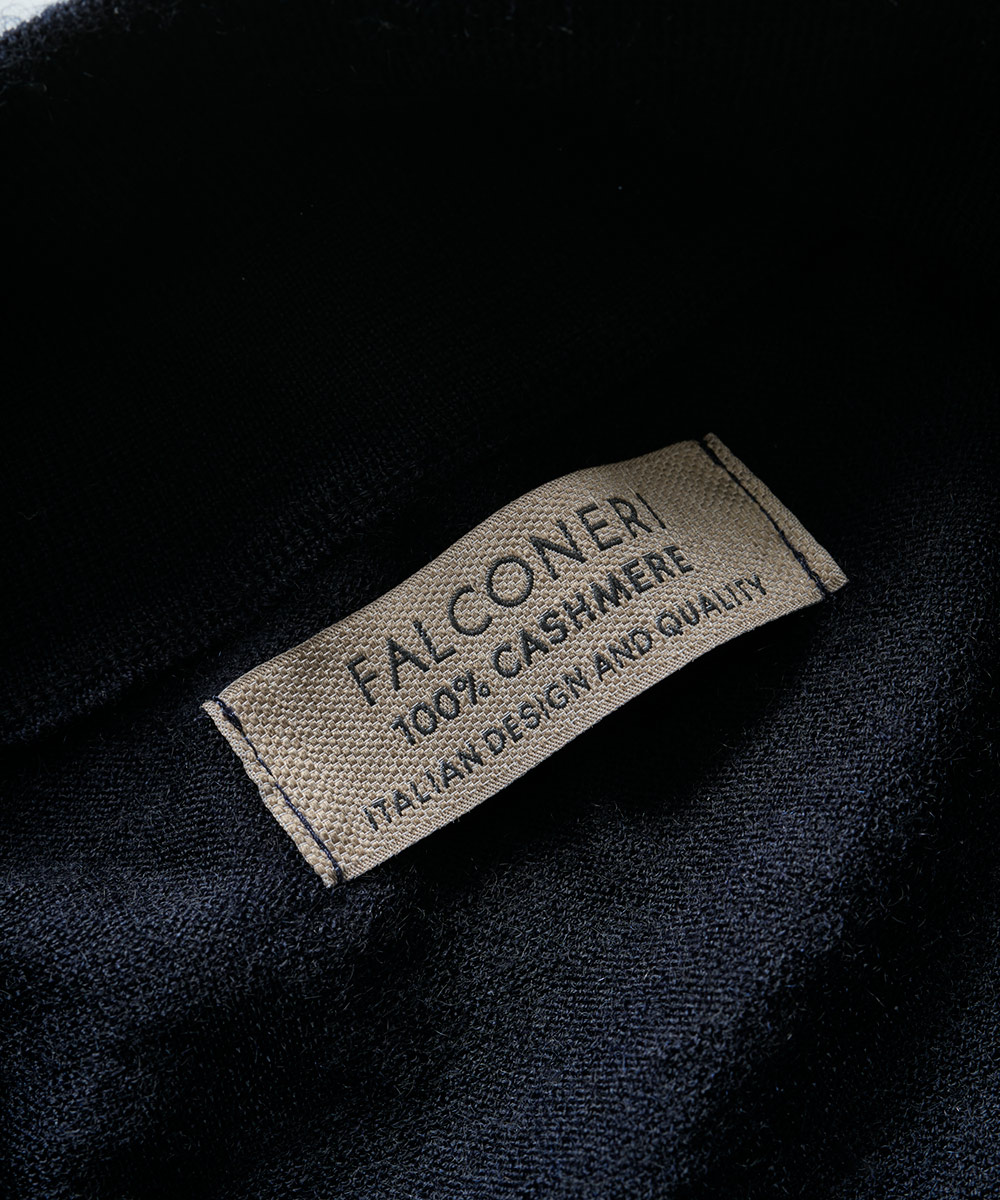 FALCONERI
100% CASHMERE
ITALIAN DESIGN AND QUALITY